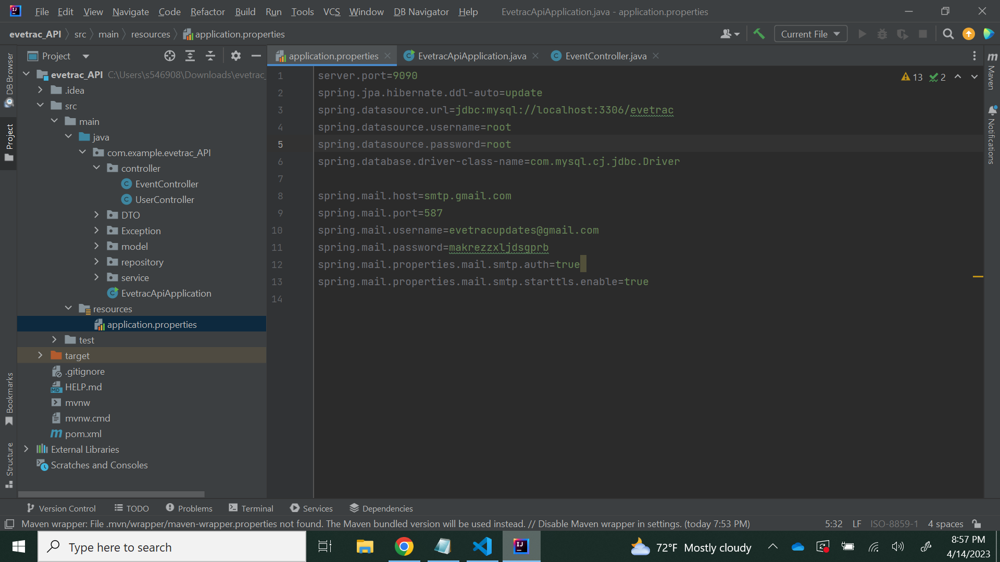 File Edit View Navigate Code Refactor Build Run Tools VCS Window DB Navigator Help EvetracApiApplication.java - application.properties
evetrac_API src main resources application.properties Current File
Project
application.properties EvetracApiApplication.java EventController.java
evetrac_API C:\Users\s546908\Downloads\evetrac_
.idea
src
main
java
com.example.evetrac_API
controller
EventController
UserController
DTO
Exception
model
repository
service
EvetracApiApplication
resources
application.properties
test
target
.gitignore
HELP.md
mvnw
mvnw.cmd
pom.xml
External Libraries
Scratches and Consoles
DB Browser
Project
Bookmarks
Structure
1 server.port=9090
2 spring.jpa.hibernate.ddl-auto=update
3 spring.datasource.url=jdbc:mysql://localhost:3306/evetrac
4 spring.datasource.username=root
5 spring.datasource.password=root
6 spring.database.driver-class-name=com.mysql.cj.jdbc.Driver
7
8 spring.mail.host=smtp.gmail.com
9 spring.mail.port=587
10 spring.mail.username=evetracupdates@gmail.com
11 spring.mail.password=makrezzxljdsgprb
12 spring.mail.properties.mail.smtp.auth=true
13 spring.mail.properties.mail.smtp.starttls.enable=true
14
13 2
Maven
Notifications
Version Control TODO Problems Terminal Services Dependencies
Maven wrapper: File .mvn/wrapper/maven-wrapper.properties not found. The Maven bundled version will be used instead. // Disable Maven wrapper in settings. (today 7:53 PM) 5:32 LF ISO-8859-1 4 spaces
Type here to search 72°F Mostly cloudy
8:57 PM
4/14/2023